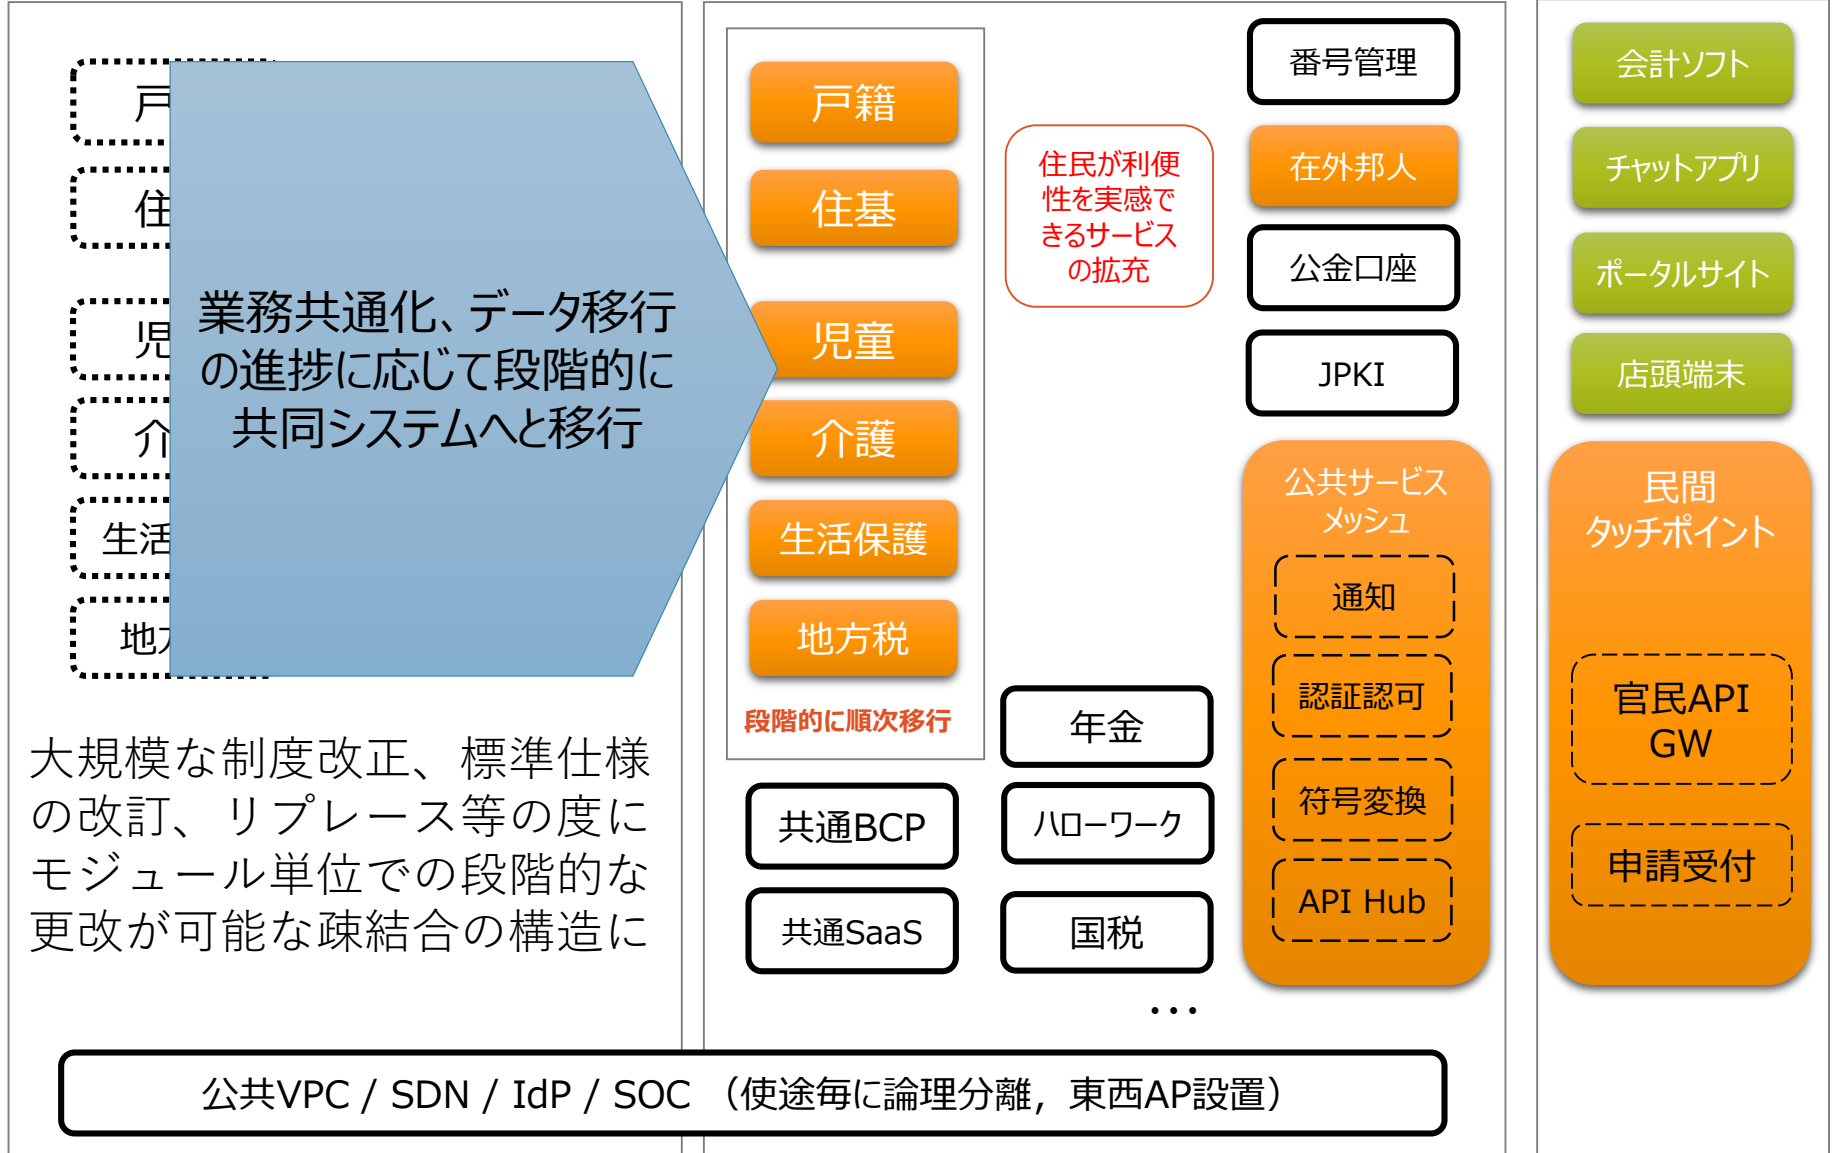 戸
住
児
介
生活
地方
業務共通化、データ移行
の進捗に応じて段階的に
共同システムへと移行
大規模な制度改正、標準仕様
の改訂、リプレース等の度に
モジュール単位での段階的な
更改が可能な疎結合の構造に
戸籍
住基
児童
介護
生活保護
地方税
段階的に順次移行
共通BCP
共通SaaS
住民が利便
性を実感で
きるサービス
の拡充
年金
ハローワーク
国税
・・・
番号管理
在外邦人
公金口座
JPKI
公共サービス
メッシュ
通知
認証認可
符号変換
API Hub
会計ソフト
チャットアプリ
ポータルサイト
店頭端末
民間
タッチポイント
官民API
GW
申請受付
公共VPC / SDN / IdP / SOC （使途毎に論理分離，東西AP設置）